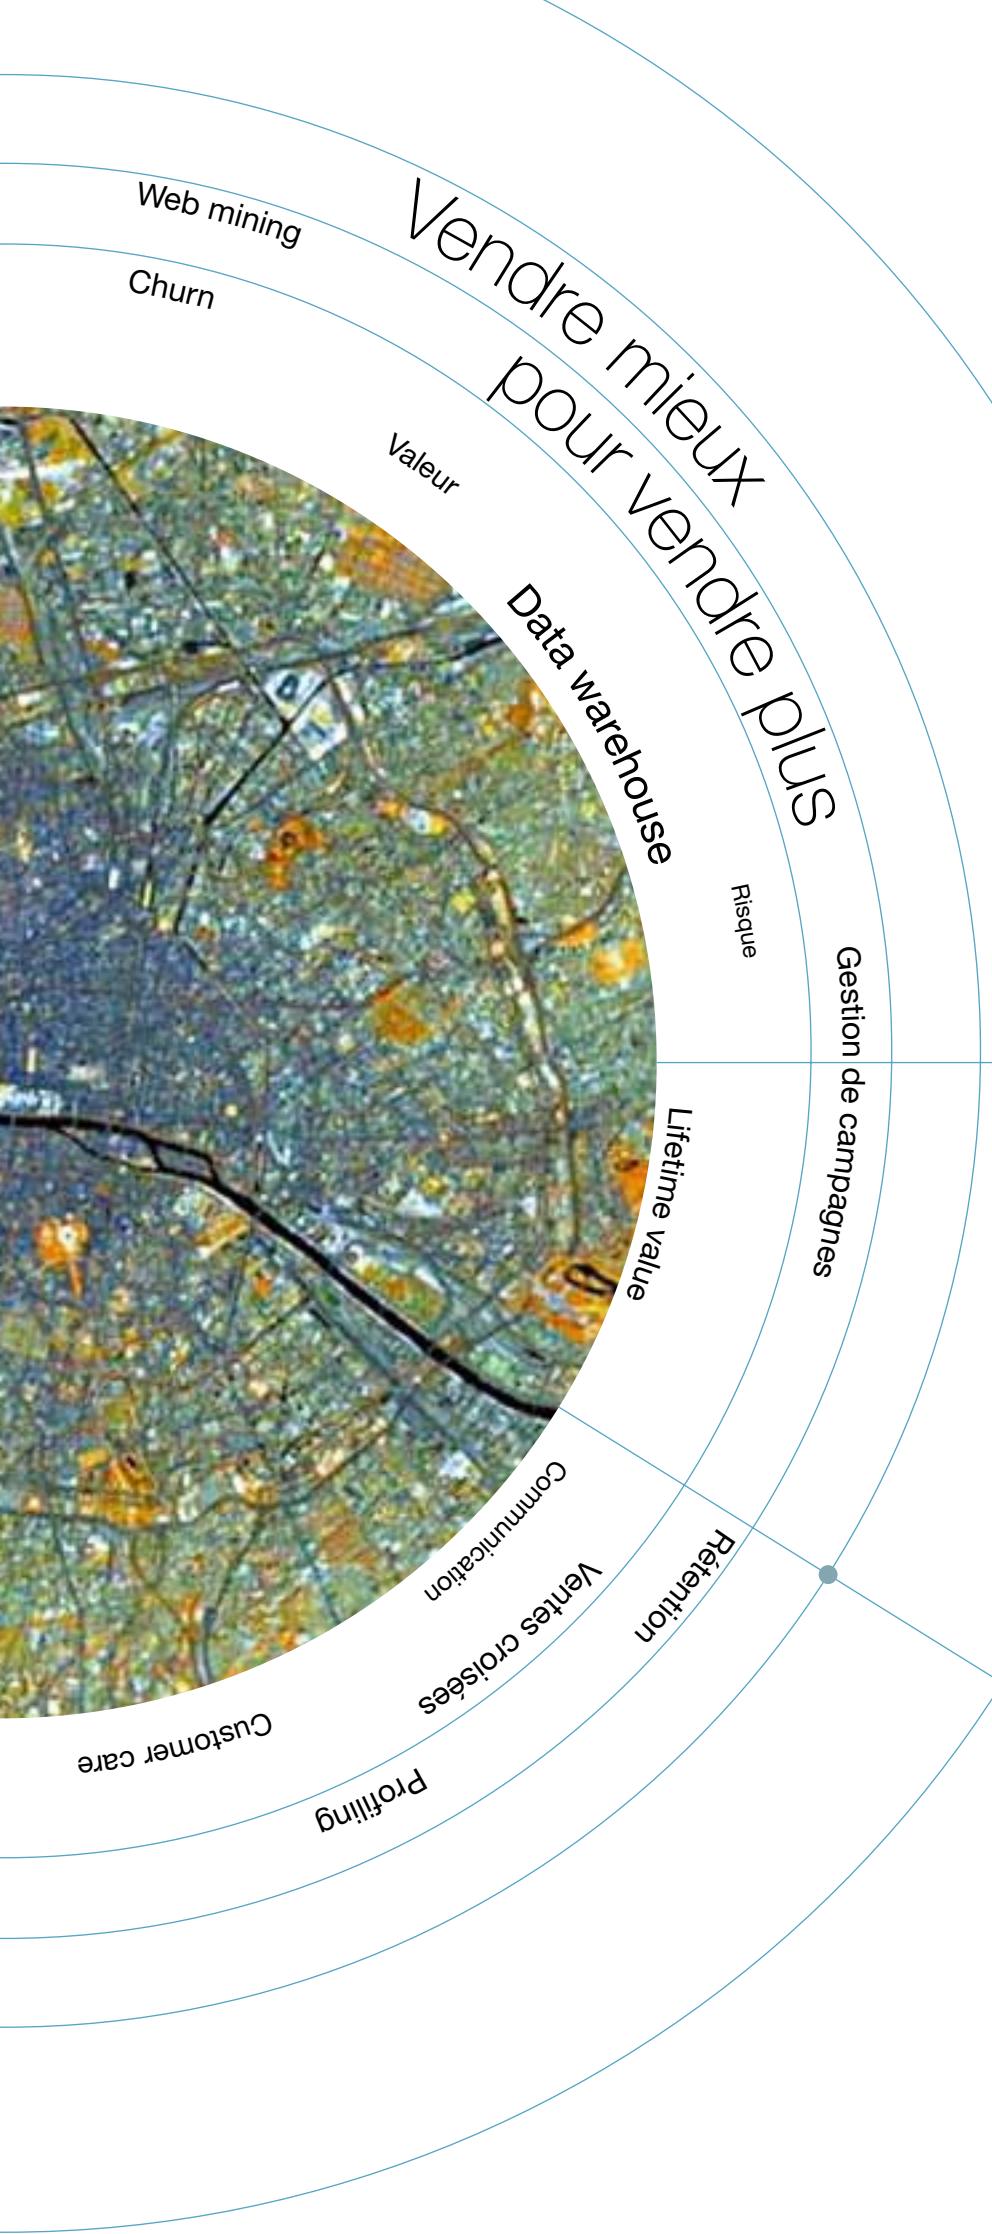 Web mining
Churn
Vendre mieux
pour vendre plus
Valeur
Data warehouse
Risque
Gestion de campagnes
Lifetime value
Communication
Rétention
Ventes croisées
Customer care
Profiling